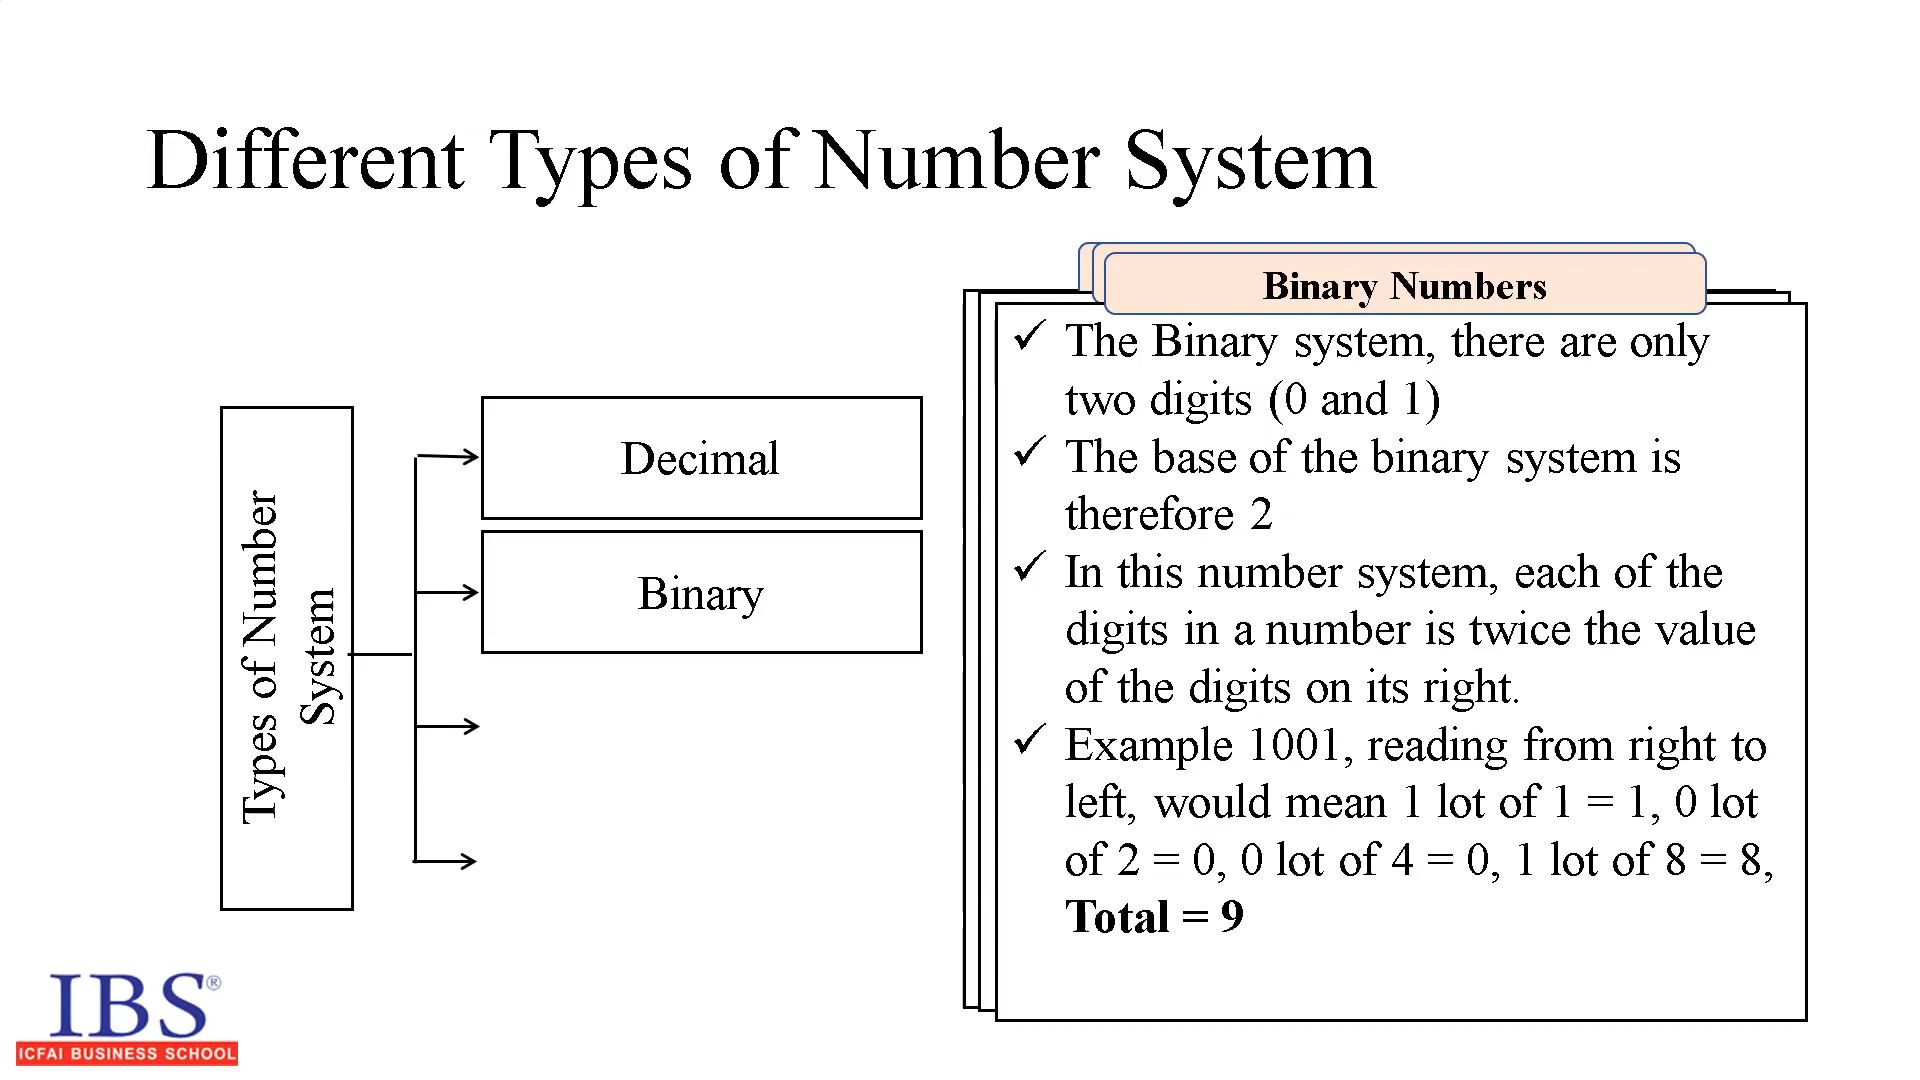 Different Types of Number System
Types of Number
System
Decimal
Binary
Binary Numbers
✓ The Binary system, there are only
two digits (0 and 1)
✓ The base of the binary system is
therefore 2
✓ In this number system, each of the
digits in a number is twice the value
of the digits on its right.
✓ Example 1001, reading from right to
left, would mean 1 lot of 1 = 1, 0 lot
of 2 = 0, 0 lot of 4 = 0, 1 lot of 8 = 8,
Total = 9
IBS®
ICFAI BUSINESS SCHOOL